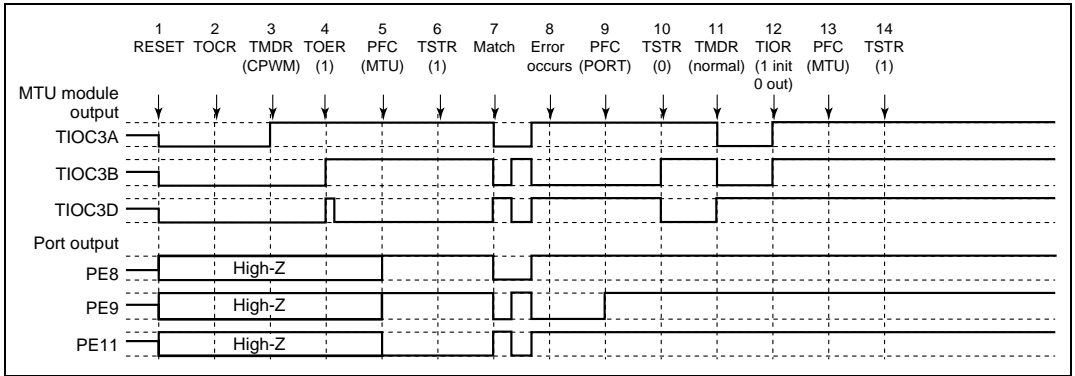 1 2 3 4 5 6 7 8 9 10 11 12 13 14
RESET TOCR TMDR TOER PFC TSTR Match Error PFC TSTR TMDR TIOR PFC TSTR
(CPWM) (1) (MTU) (1) occurs (PORT) (0) (normal) (1 init (MTU) (1)
0 out)
MTU module
output
TIOC3A
TIOC3B
TIOC3D
Port output
PE8 High-Z
PE9 High-Z
PE11 High-Z